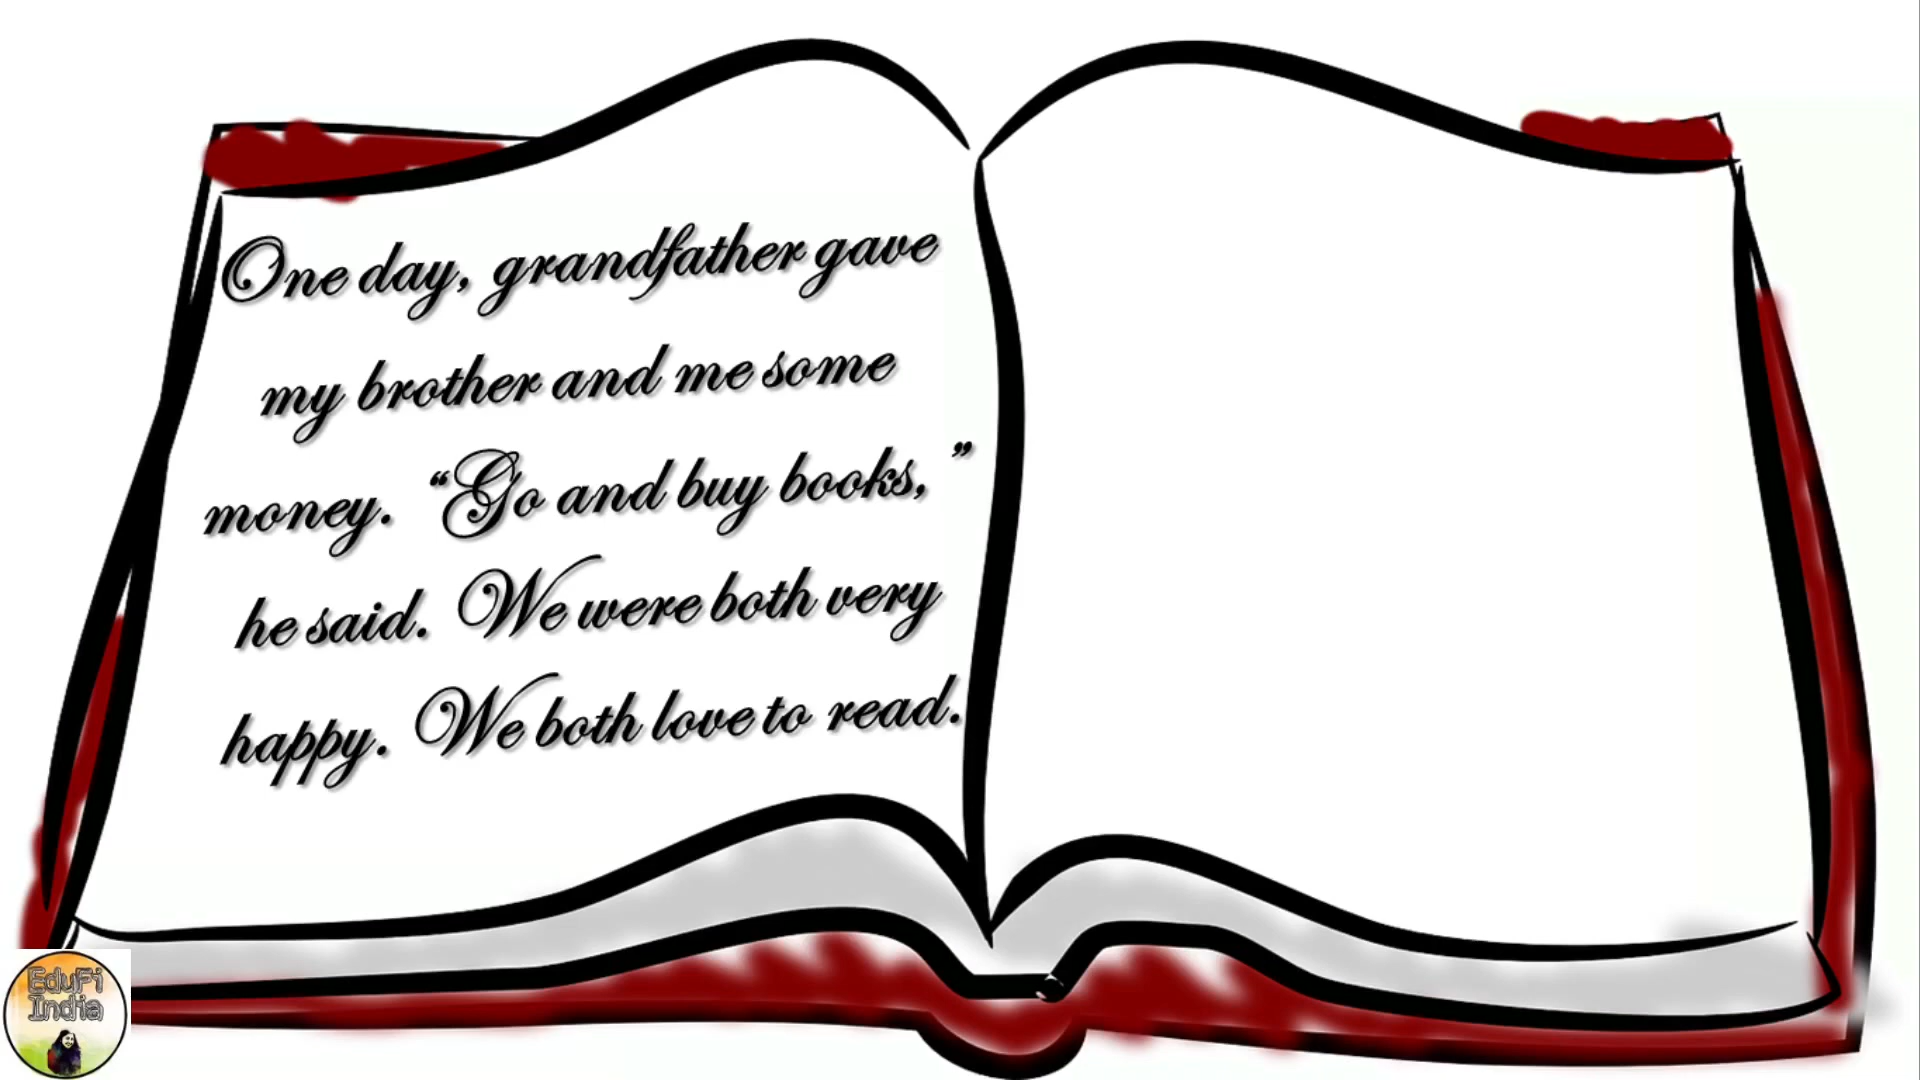 One day, grandfather gave
my brother and me some
money. “Go and buy books,”
he said. We were both very
happy. We both love to read.
EduFi
India